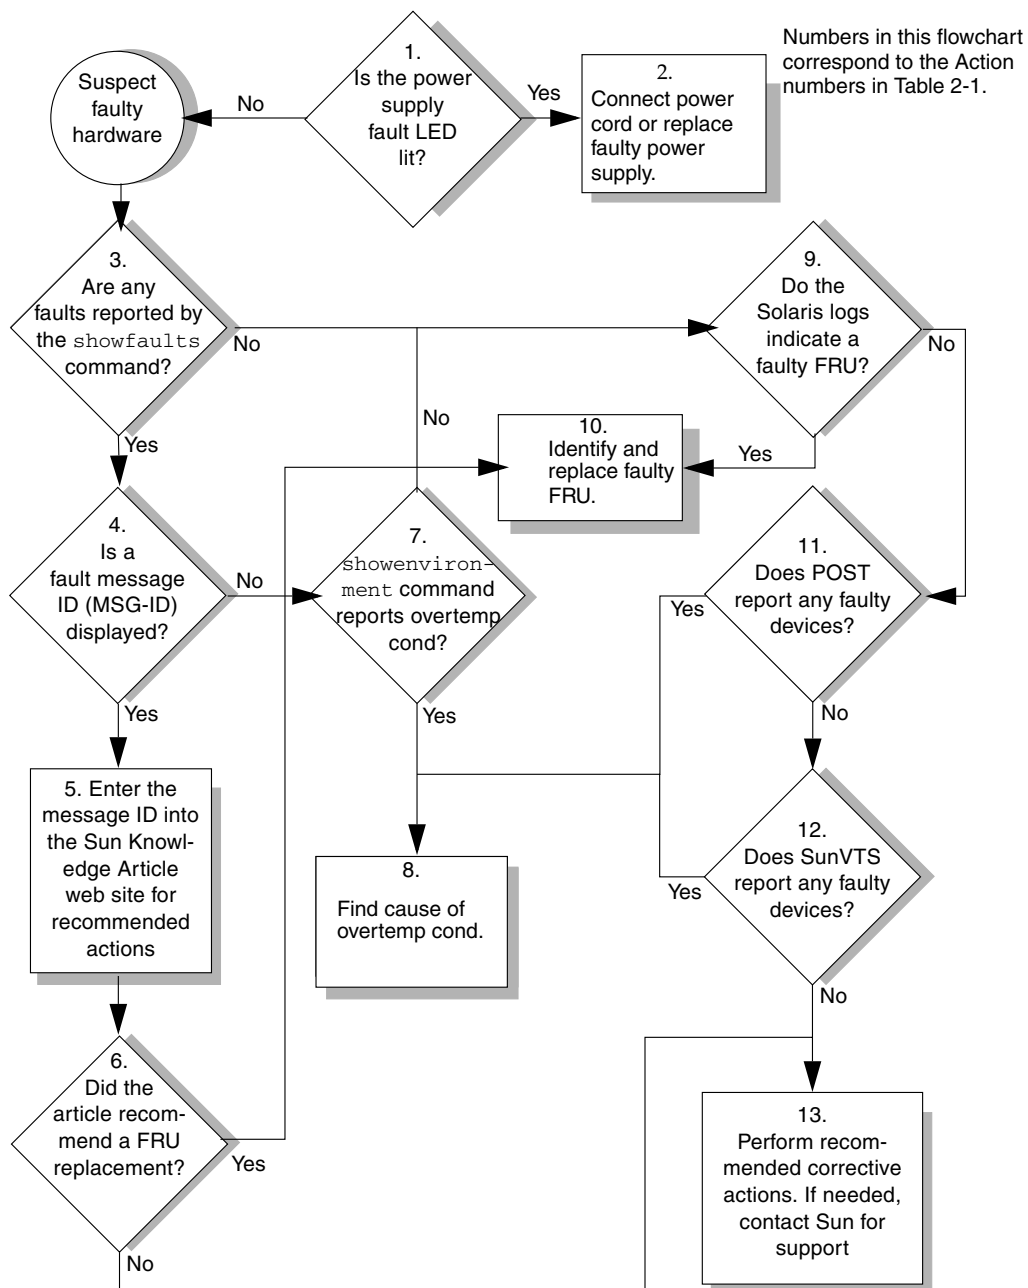 Numbers in this flowchart
correspond to the Action
numbers in Table 2-1.
Suspect
faulty
hardware
No
1.
Is the power
supply
fault LED
lit?
Yes
2.
Connect power
cord or replace
faulty power
supply.
3.
Are any
faults reported by
the showfaults
command?
No
Yes
4.
Is a
fault message
ID (MSG-ID)
displayed?
No
Yes
5. Enter the
message ID into
the Sun Knowl-
edge Article
web site for
recommended
actions
6.
Did the
article recom-
mend a FRU
replacement?
Yes
No
No
7.
showenviron-
ment command
reports overtemp
cond?
Yes
8.
Find cause of
overtemp cond.
9.
Do the
Solaris logs
indicate a
faulty FRU?
No
Yes
10.
Identify and
replace faulty
FRU.
11.
Does POST
report any faulty
devices?
Yes
No
12.
Does SunVTS
report any faulty
devices?
Yes
No
13.
Perform recom-
mended corrective
actions. If needed,
contact Sun for
support